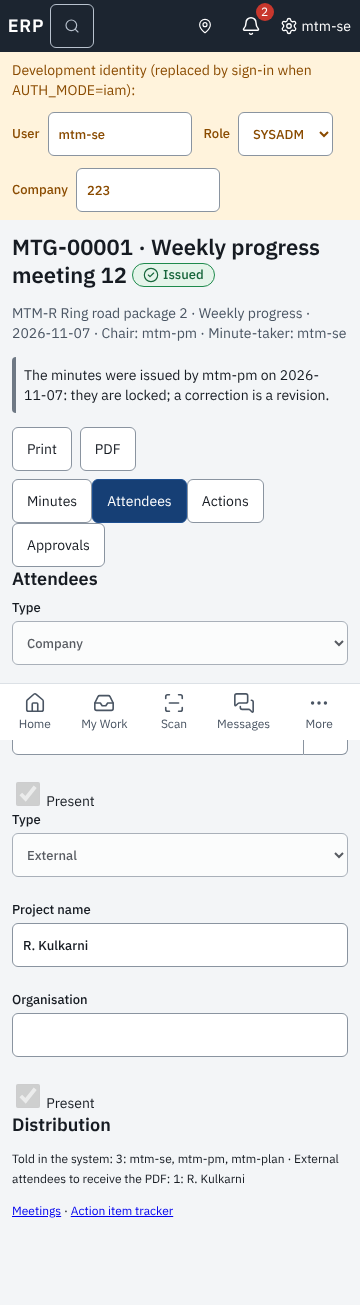 ERP
2
mtm-se
Development identity (replaced by sign-in when
AUTH_MODE=iam):
User mtm-se Role SYSADM
Company 223
MTG-00001 · Weekly progress
meeting 12 Issued
MTM-R Ring road package 2 · Weekly progress ·
2026-11-07 · Chair: mtm-pm · Minute-taker: mtm-se
The minutes were issued by mtm-pm on 2026-
11-07: they are locked; a correction is a revision.
Print PDF
Minutes Attendees Actions
Approvals
Attendees
Type
Company
Home My Work Scan Messages More
Present
Type
External
Project name
R. Kulkarni
Organisation
Present
Distribution
Told in the system: 3: mtm-se, mtm-pm, mtm-plan · External
attendees to receive the PDF: 1: R. Kulkarni
Meetings · Action item tracker